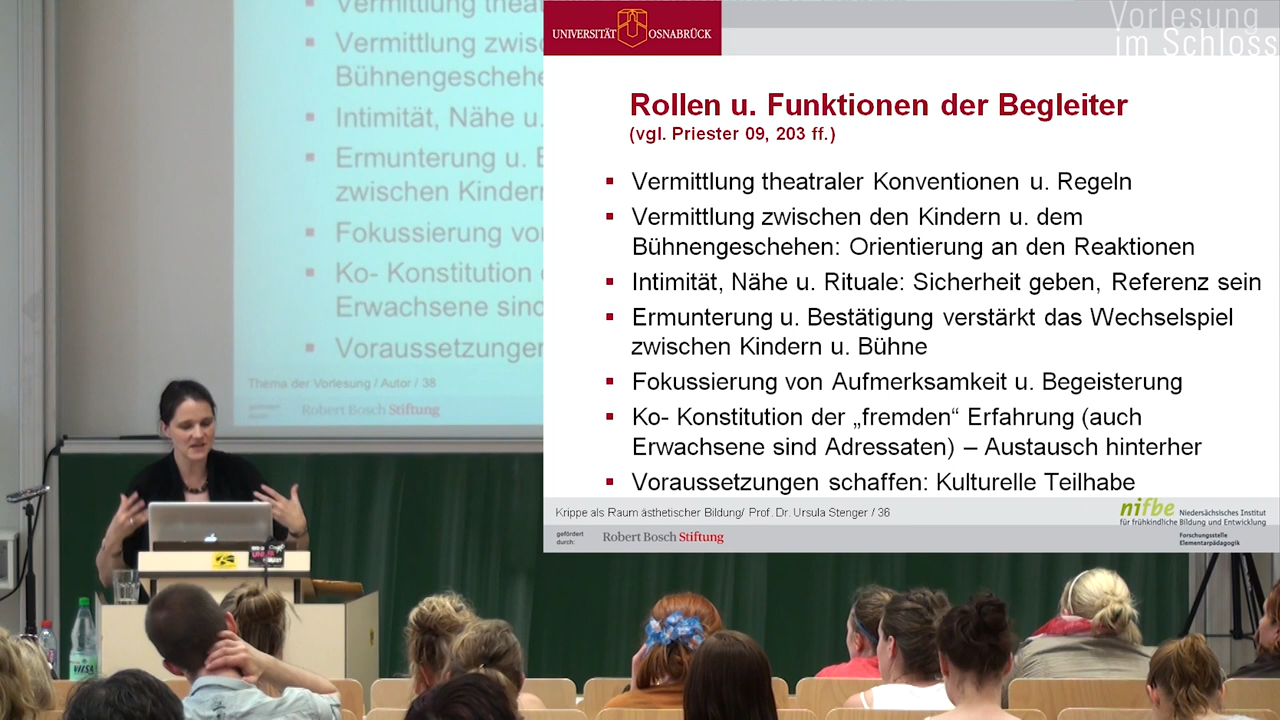 Vermittlung
Vermittlung
Bühnengeschehe
Intimität, Nähe u.
Ermunterung u.
zwischen Kindern
Fokussierung
Ko- Konstitution
Erwachsene sind
Voraussetzungen
Thema der Vorlesung / Autor / 38
gefördert
durch:
Robert Bosch Stiftung
UNIVERSITÄT OSNABRÜCK
Vorlesung
im Schloss
Rollen u. Funktionen der Begleiter
(vgl. Priester 09, 203 ff.)
▪ Vermittlung theatraler Konventionen u. Regeln
▪ Vermittlung zwischen den Kindern u. dem
Bühnengeschehen: Orientierung an den Reaktionen
▪ Intimität, Nähe u. Rituale: Sicherheit geben, Referenz sein
▪ Ermunterung u. Bestätigung verstärkt das Wechselspiel
zwischen Kindern u. Bühne
▪ Fokussierung von Aufmerksamkeit u. Begeisterung
▪ Ko- Konstitution der „fremden“ Erfahrung (auch
Erwachsene sind Adressaten) – Austausch hinterher
▪ Voraussetzungen schaffen: Kulturelle Teilhabe
Krippe als Raum ästhetischer Bildung/ Prof. Dr. Ursula Stenger / 36
gefördert
durch:
Robert Bosch Stiftung
nifbe Niedersächsisches Institut
für frühkindliche Bildung und Entwicklung
Forschungsstelle
Elementarpädagogik
VILSA